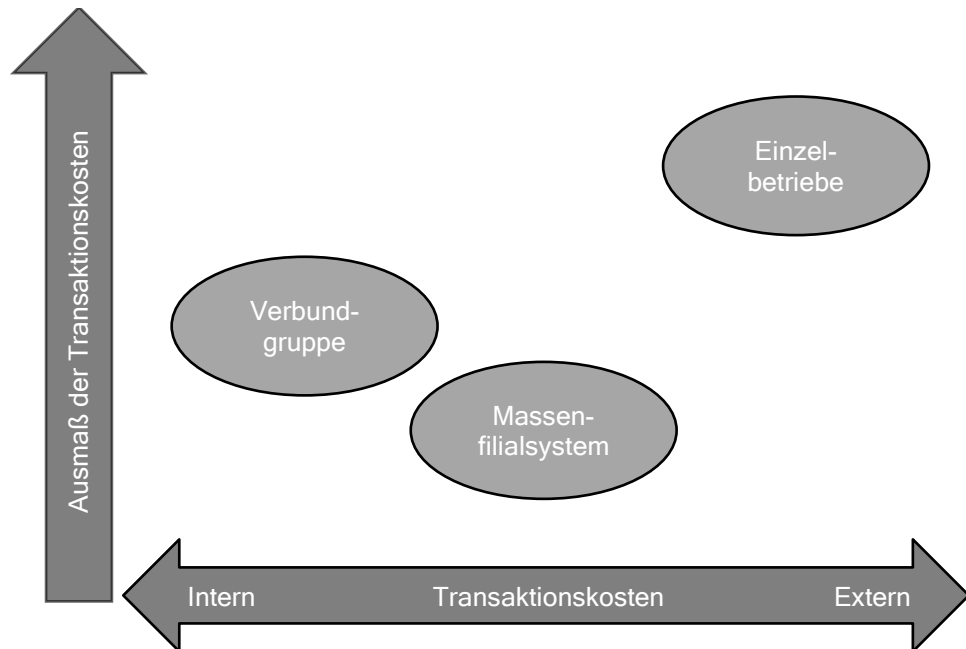 Einzel-
betriebe
Verbund-
gruppe
Massen-
filialsystem
Ausmaß der Transaktionskosten
Intern Transaktionskosten Extern